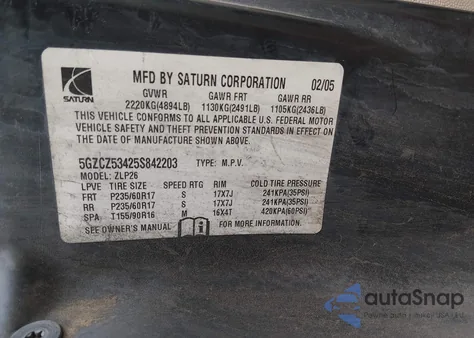 MFD BY SATURN CORPORATION 02/05
SATURN
GVWR GAWR FRT GAWR RR
2220KG(4894LB) 1130KG(2491LB) 1105KG(2436LB)
THIS VEHICLE CONFORMS TO ALL APPLICABLE U.S. FEDERAL MOTOR
VEHICLE SAFETY STANDARDS IN EFFECT ON
THE DATE OF MANUFACTURE SHOWN ABOVE.
5GZCZ53425S842203 TYPE: M.P.V.
MODEL: ZLP26
LPVE TIRE SIZE SPEED RTG RIM COLD TIRE PRESSURE
FRT P235/60R17 S 17X7J 241KPA(35PSI)
RR P235/60R17 S 17X7J 241KPA(35PSI)
SPA T155/90R16 M 16X4T 420KPA(60PSI)
SEE OWNER'S MANUAL FOR MORE INFORMATION.
autoSnap